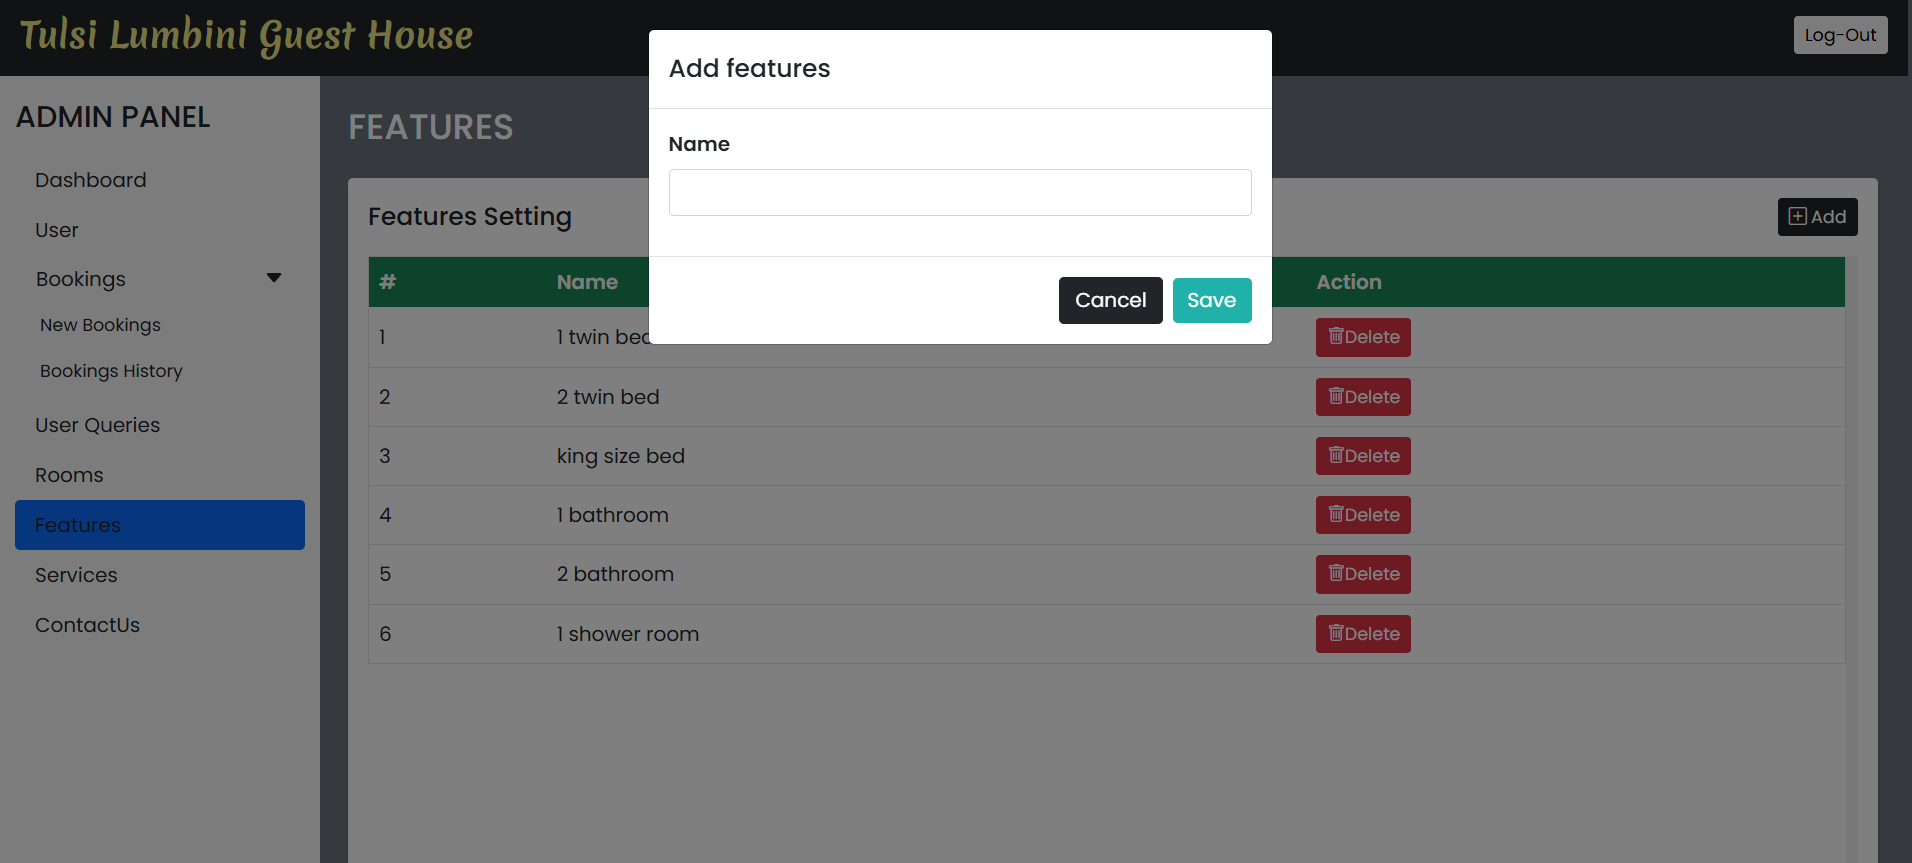 Tulsi Lumbini Guest House
Log-Out
ADMIN PANEL
Dashboard
User
Bookings
New Bookings
Bookings History
User Queries
Rooms
Features
Services
ContactUs
FEATURES
Features Setting
Add
Add features
Name
Cancel
Save
# Name Action
1 1 twin bed Delete
2 2 twin bed Delete
3 king size bed Delete
4 1 bathroom Delete
5 2 bathroom Delete
6 1 shower room Delete